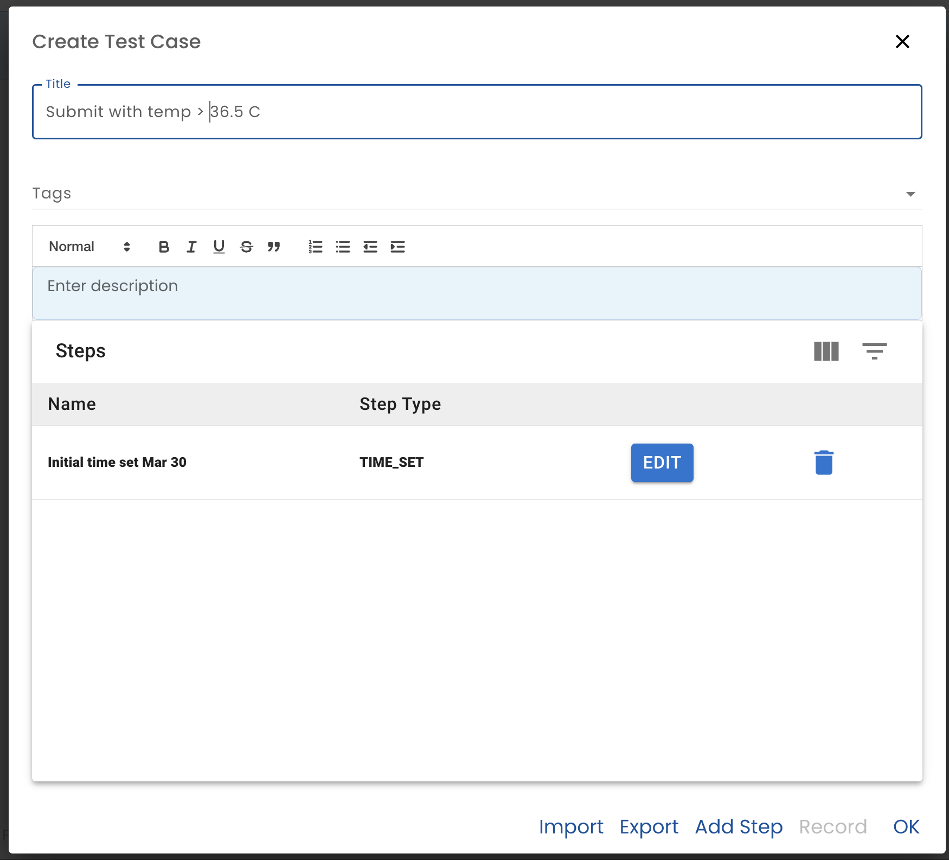 Create Test Case
Title
Submit with temp > 36.5 C
Tags
Normal B I U S
Enter description
Steps
Name Step Type
Initial time set Mar 30 TIME_SET EDIT
Import Export Add Step Record OK